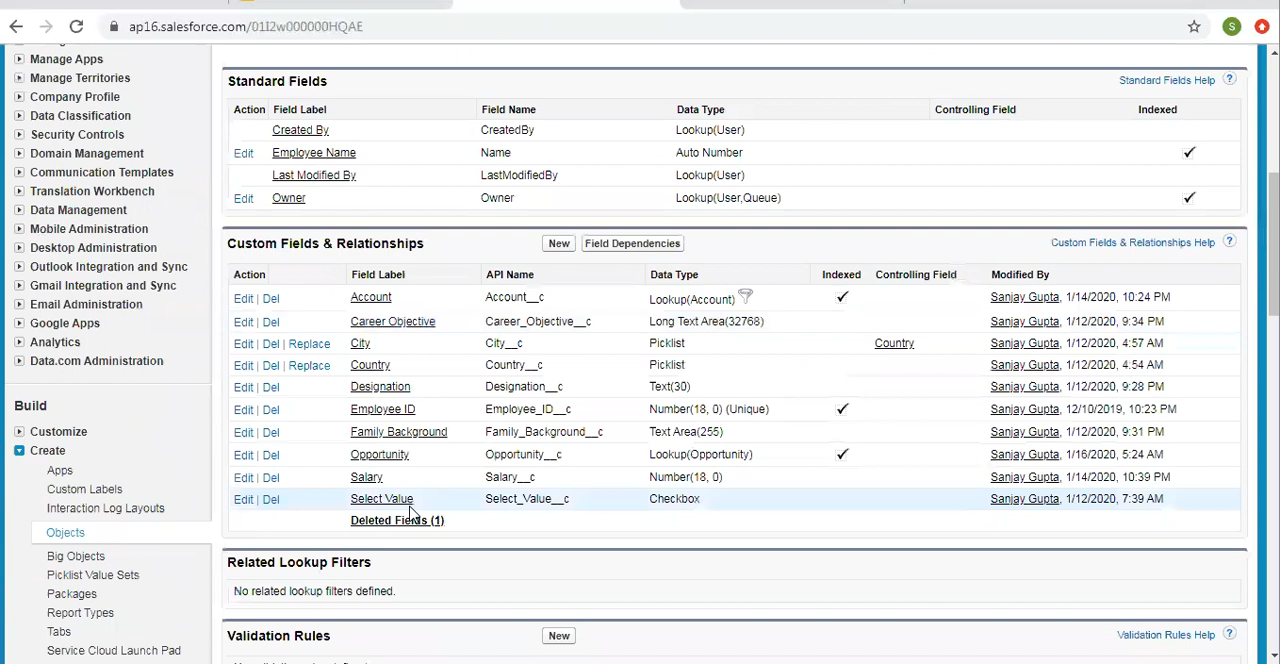 ap16.salesforce.com/01I2w000000HQAE
S
Manage Apps
Manage Territories
Company Profile
Data Classification
Security Controls
Domain Management
Communication Templates
Translation Workbench
Data Management
Mobile Administration
Desktop Administration
Outlook Integration and Sync
Gmail Integration and Sync
Email Administration
Google Apps
Analytics
Data.com Administration
Build
Customize
Create
Apps
Custom Labels
Interaction Log Layouts
Objects
Big Objects
Picklist Value Sets
Packages
Report Types
Tabs
Service Cloud Launch Pad
Standard Fields Standard Fields Help ?
Action Field Label Field Name Data Type Controlling Field Indexed
Created By CreatedBy Lookup(User)
Edit Employee Name Name Auto Number
Last Modified By LastModifiedBy Lookup(User)
Edit Owner Owner Lookup(User,Queue)
Custom Fields & Relationships New Field Dependencies Custom Fields & Relationships Help ?
Action Field Label API Name Data Type Indexed Controlling Field Modified By
Edit | Del Account Account__c Lookup(Account) Sanjay Gupta, 1/14/2020, 10:24 PM
Edit | Del Career Objective Career_Objective__c Long Text Area(32768) Sanjay Gupta, 1/12/2020, 9:34 PM
Edit | Del | Replace City City__c Picklist Country Sanjay Gupta, 1/12/2020, 4:57 AM
Edit | Del | Replace Country Country__c Picklist Sanjay Gupta, 1/12/2020, 4:54 AM
Edit | Del Designation Designation__c Text(30) Sanjay Gupta, 1/12/2020, 9:28 PM
Edit | Del Employee ID Employee_ID__c Number(18, 0) (Unique) Sanjay Gupta, 12/10/2019, 10:23 PM
Edit | Del Family Background Family_Background__c Text Area(255) Sanjay Gupta, 1/12/2020, 9:31 PM
Edit | Del Opportunity Opportunity__c Lookup(Opportunity) Sanjay Gupta, 1/16/2020, 5:24 AM
Edit | Del Salary Salary__c Number(18, 0) Sanjay Gupta, 1/14/2020, 10:39 PM
Edit | Del Select Value Select_Value__c Checkbox Sanjay Gupta, 1/12/2020, 7:39 AM
Deleted Fields (1)
Related Lookup Filters
No related lookup filters defined.
Validation Rules New Validation Rules Help ?